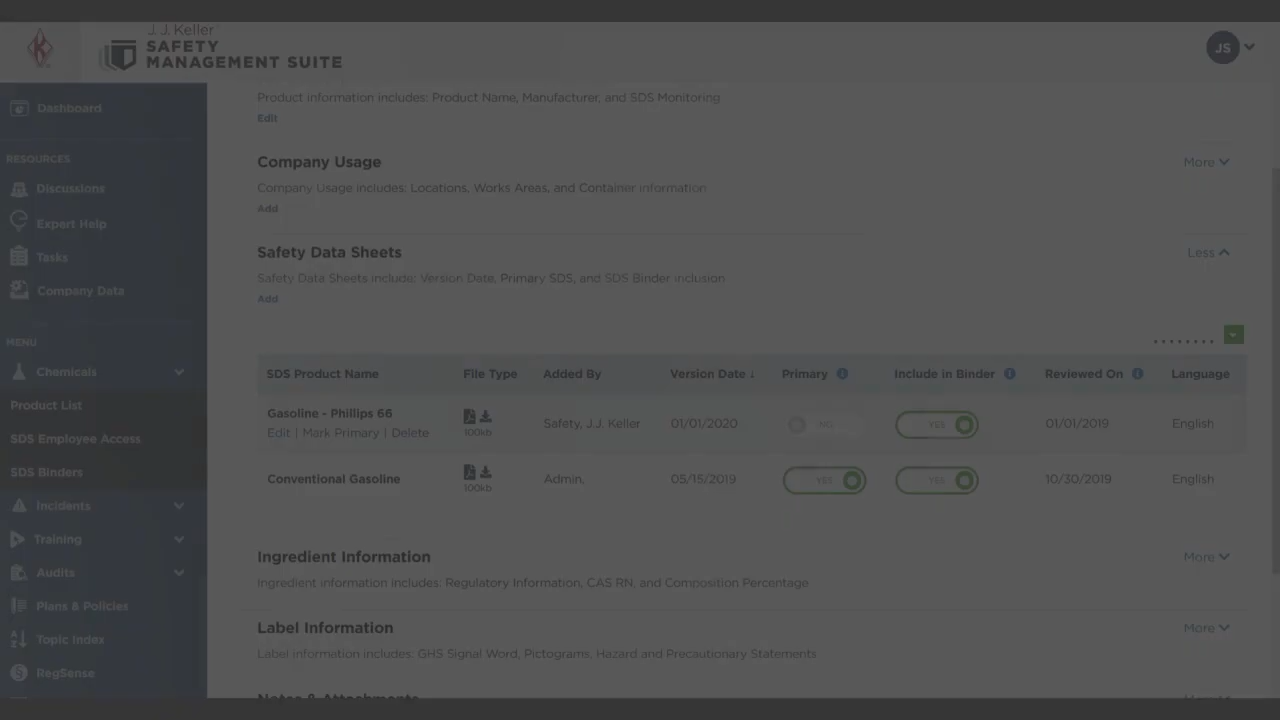 J. J. Keller
SAFETY
MANAGEMENT SUITE
JS
Dashboard
RESOURCES
Discussions
Expert Help
Tasks
Company Data
MENU
Chemicals
Product List
SDS Employee Access
SDS Binders
Incidents
Training
Audits
Plans & Policies
Topic Index
RegSense
Product information includes: Product Name, Manufacturer, and SDS Monitoring
Edit
Company Usage
More
Company Usage includes: Locations, Works Areas, and Container information
Add
Safety Data Sheets
Less
Safety Data Sheets include: Version Date, Primary SDS, and SDS Binder inclusion
Add
SDS Product Name File Type Added By Version Date ↓ Primary Include in Binder Reviewed On Language
Gasoline - Phillips 66
Edit | Mark Primary | Delete
100kb
Safety, J.J. Keller 01/01/2020 NO YES 01/01/2019 English
Conventional Gasoline
100kb
Admin, 05/15/2019 YES YES 10/30/2019 English
Ingredient Information
More
Ingredient information includes: Regulatory Information, CAS RN, and Composition Percentage
Label Information
More
Label information includes: GHS Signal Word, Pictograms, Hazard and Precautionary Statements
Notes & Attachments